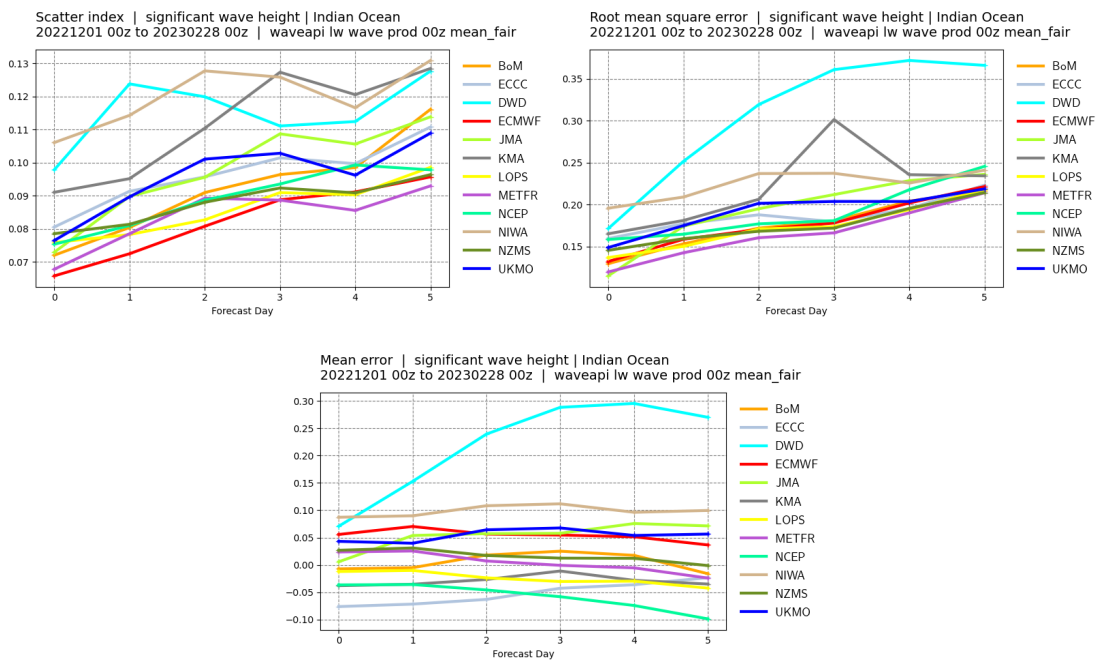 Scatter index | significant wave height | Indian Ocean
20221201 00z to 20230228 00z | waveapi lw wave prod 00z mean_fair
0.13
0.12
0.11
0.10
0.09
0.08
0.07
0 1 2 3 4 5
Forecast Day
BoM
ECCC
DWD
ECMWF
JMA
KMA
LOPS
METFR
NCEP
NIWA
NZMS
UKMO
Root mean square error | significant wave height | Indian Ocean
20221201 00z to 20230228 00z | waveapi lw wave prod 00z mean_fair
0.35
0.30
0.25
0.20
0.15
0 1 2 3 4 5
Forecast Day
BoM
ECCC
DWD
ECMWF
JMA
KMA
LOPS
METFR
NCEP
NIWA
NZMS
UKMO
Mean error | significant wave height | Indian Ocean
20221201 00z to 20230228 00z | waveapi lw wave prod 00z mean_fair
0.30
0.25
0.20
0.15
0.10
0.05
0.00
−0.05
−0.10
0 1 2 3 4 5
Forecast Day
BoM
ECCC
DWD
ECMWF
JMA
KMA
LOPS
METFR
NCEP
NIWA
NZMS
UKMO